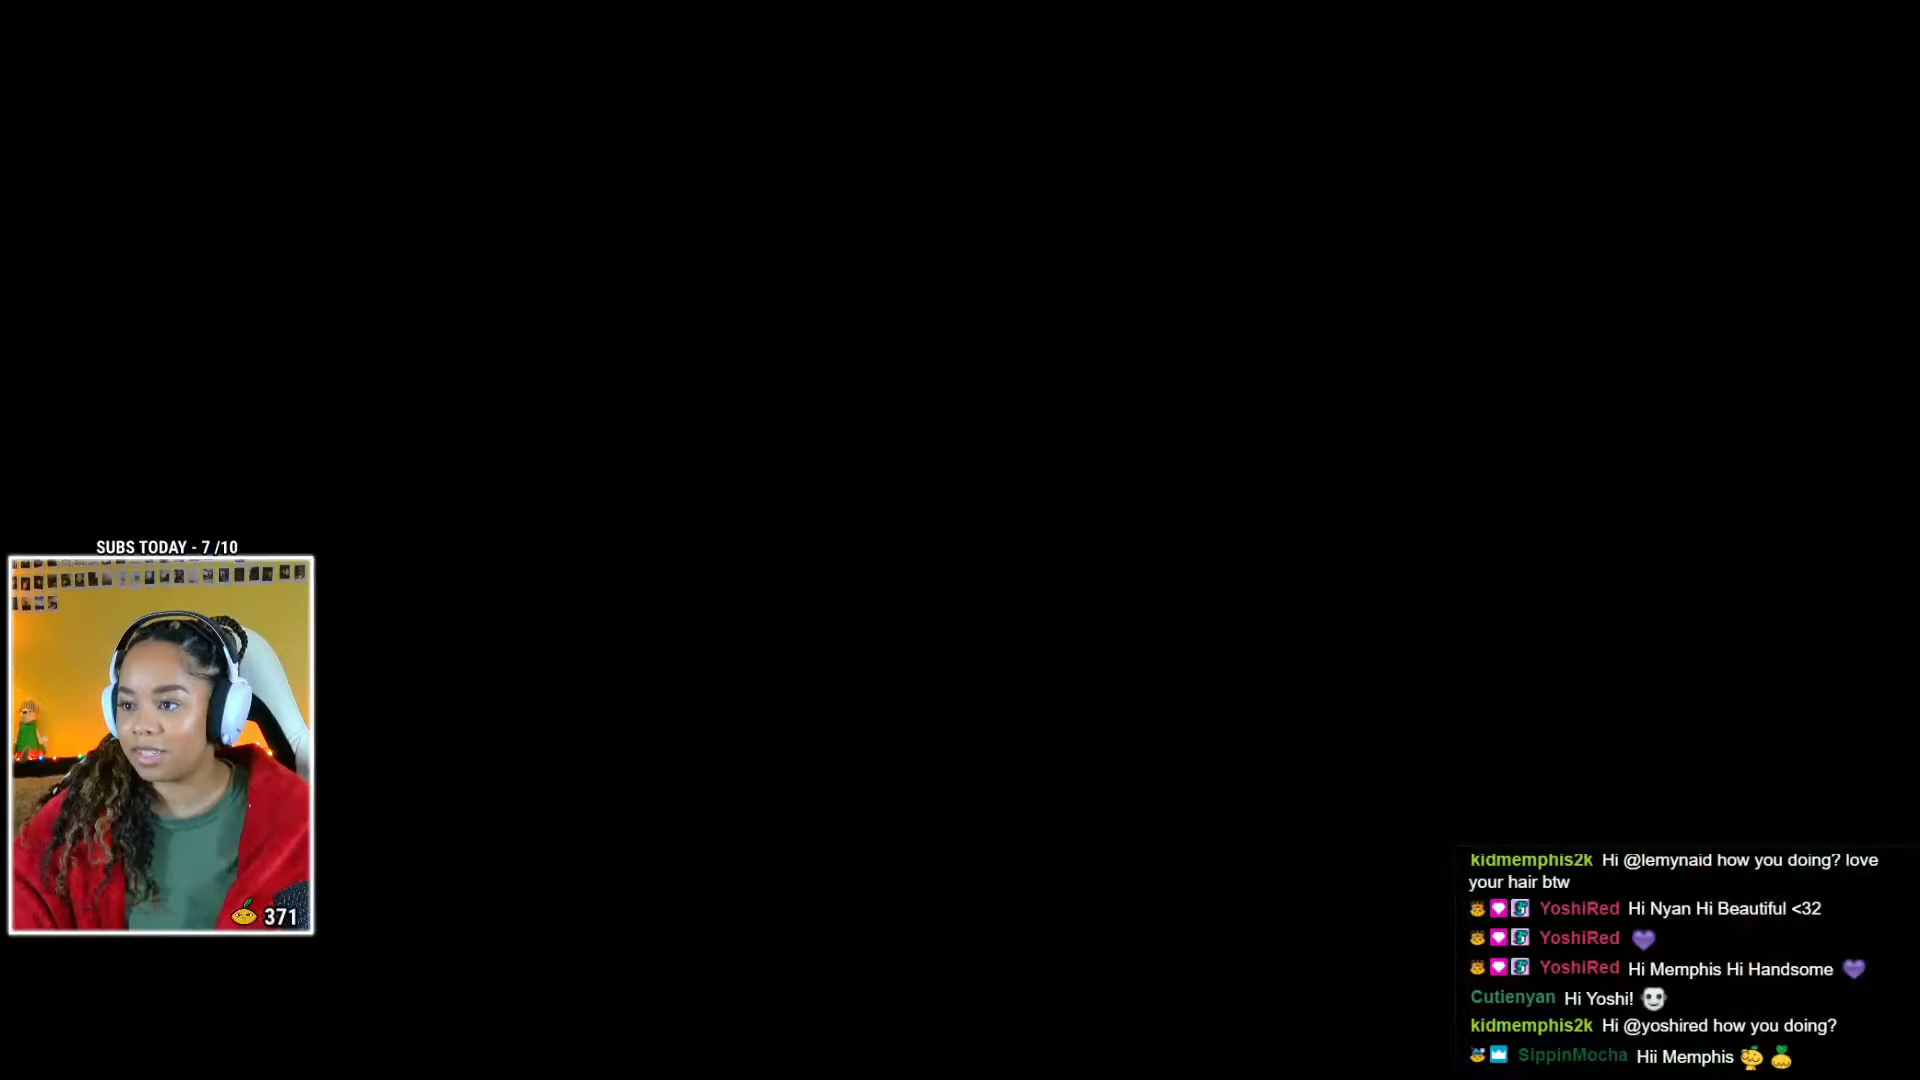 SUBS TODAY - 7 /10
371
kidmemphis2k Hi @lemynaid how you doing? love
your hair btw
YoshiRed Hi Nyan Hi Beautiful <32
YoshiRed
YoshiRed Hi Memphis Hi Handsome
Cutienyan Hi Yoshi!
kidmemphis2k Hi @yoshired how you doing?
SippinMocha Hii Memphis